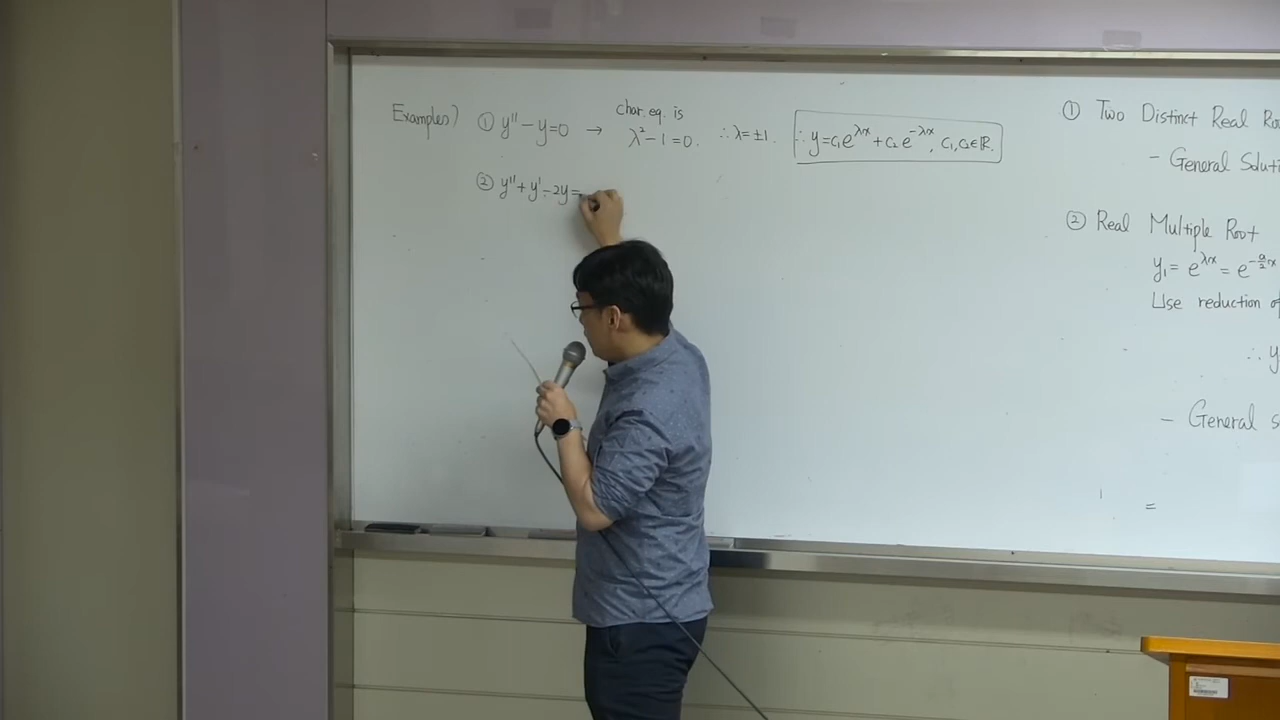 Examples) ① y'' - y = 0 → char. eq. is
λ² - 1 = 0. ∴ λ = ±1. ∴ y = c₁e^{λx} + c₂e^{-λx}, c₁, c₂ ∈ ℝ.
② y'' + y' - 2y =
① Two Distinct Real Ro
- General Soluti
② Real Multiple Root
y₁ = e^{λx} = e^{-a/2 x}
Use reduction of
∴ y
- General s
=